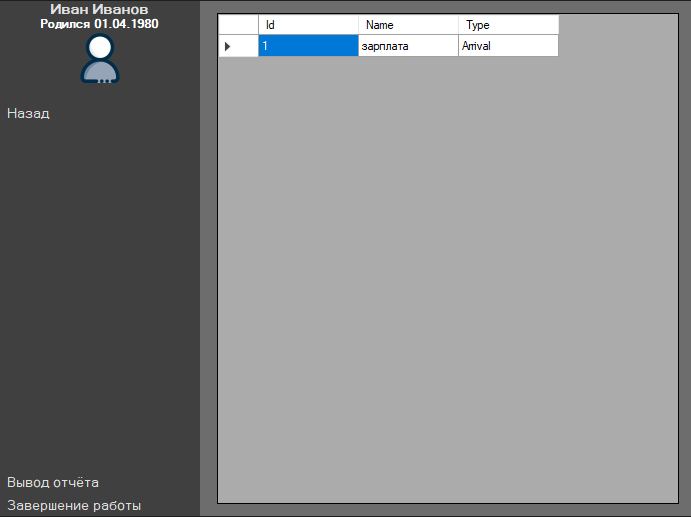 Иван Иванов
Родился 01.04.1980
Назад
Вывод отчёта
Завершение работы
Id Name Type
1 зарплата Arrival